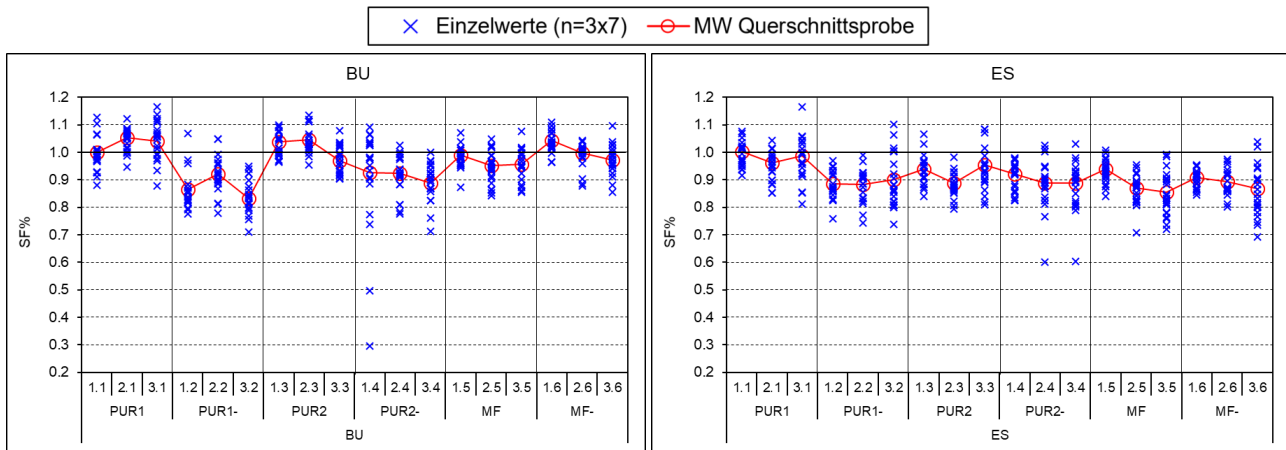 Einzelwerte (n=3x7) MW Querschnittsprobe
BU
SF%
1.2
1.1
1.0
0.9
0.8
0.7
0.6
0.5
0.4
0.3
0.2
1.1 2.1 3.1 1.2 2.2 3.2 1.3 2.3 3.3 1.4 2.4 3.4 1.5 2.5 3.5 1.6 2.6 3.6
PUR1 PUR1- PUR2 PUR2- MF MF-
BU
ES
SF%
1.2
1.1
1.0
0.9
0.8
0.7
0.6
0.5
0.4
0.3
0.2
1.1 2.1 3.1 1.2 2.2 3.2 1.3 2.3 3.3 1.4 2.4 3.4 1.5 2.5 3.5 1.6 2.6 3.6
PUR1 PUR1- PUR2 PUR2- MF MF-
ES